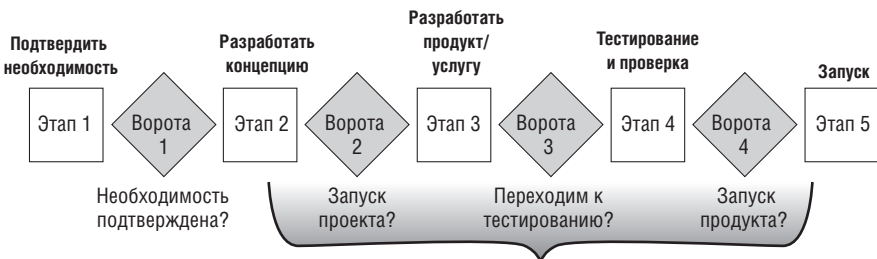 Подтвердить
необходимость
Разработать
концепцию
Разработать
продукт/
услугу
Тестирование
и проверка
Запуск
Этап 1
Ворота
1
Этап 2
Ворота
2
Этап 3
Ворота
3
Этап 4
Ворота
4
Этап 5
Необходимость
подтверждена?
Запуск
проекта?
Переходим к
тестированию?
Запуск
продукта?